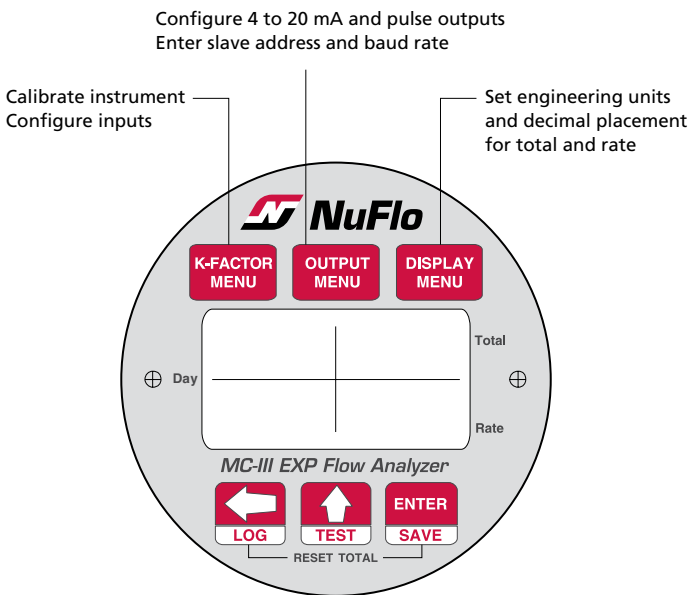 Configure 4 to 20 mA and pulse outputs
Enter slave address and baud rate
Calibrate instrument
Configure inputs
Set engineering units
and decimal placement
for total and rate
NuFlo
K-FACTOR
MENU
OUTPUT
MENU
DISPLAY
MENU
Total
Day
Rate
MC-III EXP Flow Analyzer
ENTER
LOG
TEST
SAVE
RESET TOTAL